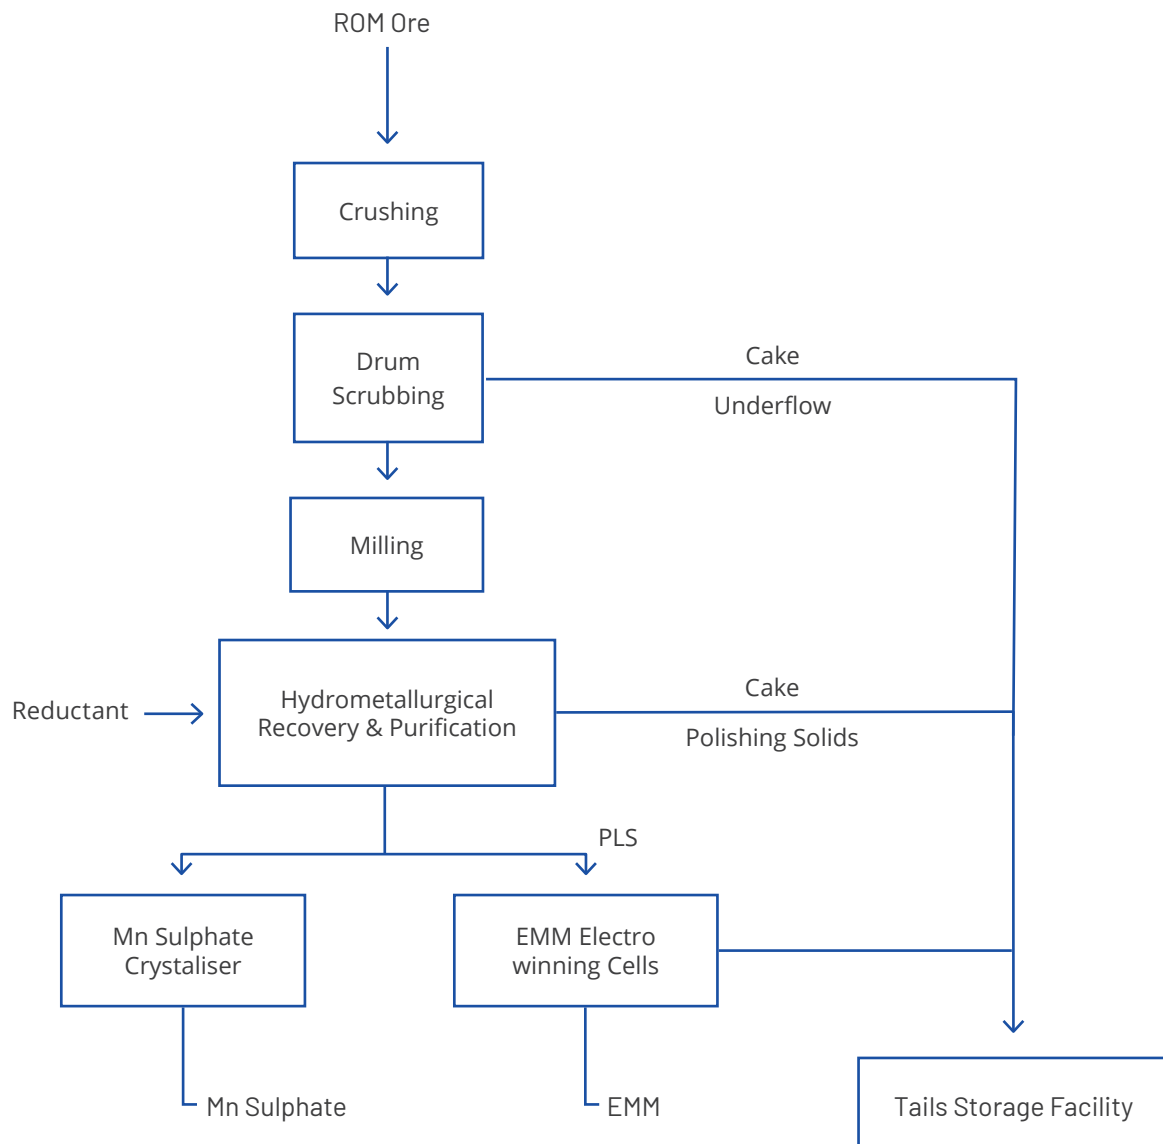 ROM Ore
Crushing
Drum
Scrubbing
Cake
Underflow
Milling
Reductant
Hydrometallurgical
Recovery & Purification
Cake
Polishing Solids
PLS
Mn Sulphate
Crystaliser
EMM Electro
winning Cells
Mn Sulphate
EMM
Tails Storage Facility